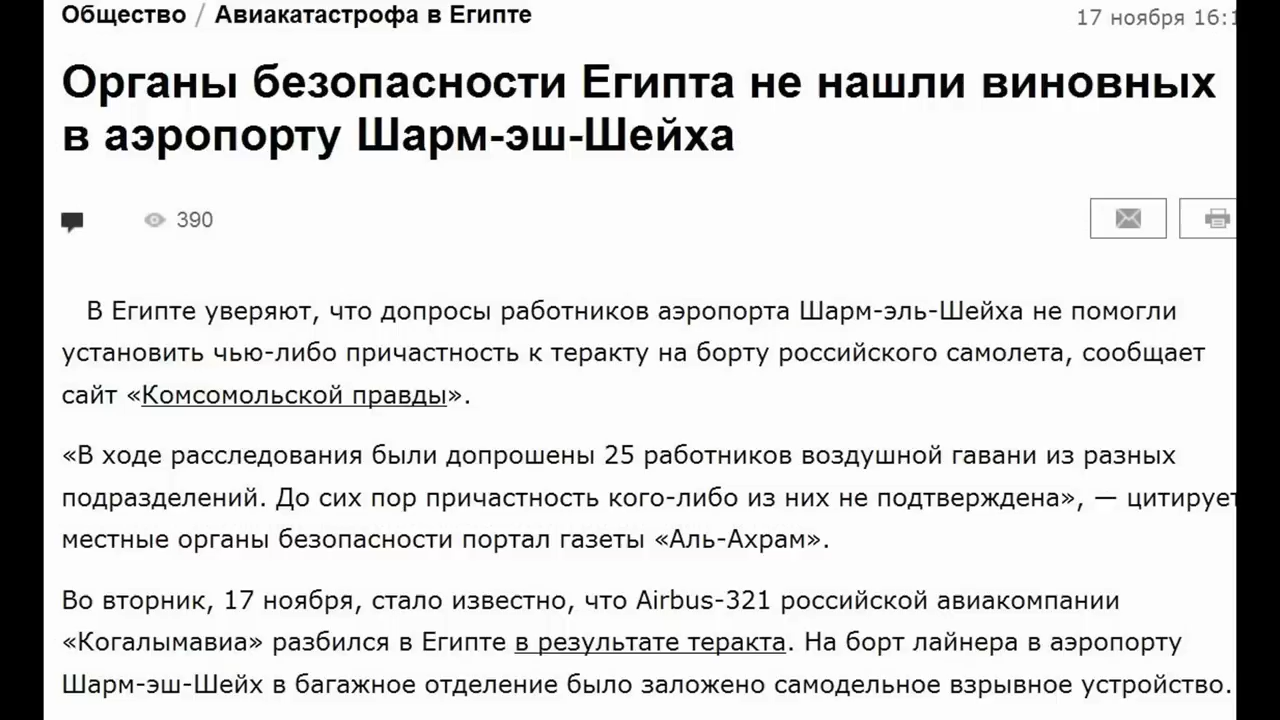 Общество / Авиакатастрофа в Египте
17 ноября 16:1
Органы безопасности Египта не нашли виновных
в аэропорту Шарм-эш-Шейха
390
В Египте уверяют, что допросы работников аэропорта Шарм-эль-Шейха не помогли
установить чью-либо причастность к теракту на борту российского самолета, сообщает
сайт «Комсомольской правды».
«В ходе расследования были допрошены 25 работников воздушной гавани из разных
подразделений. До сих пор причастность кого-либо из них не подтверждена», — цитирует
местные органы безопасности портал газеты «Аль-Ахрам».
Во вторник, 17 ноября, стало известно, что Airbus-321 российской авиакомпании
«Когалымавиа» разбился в Египте в результате теракта. На борт лайнера в аэропорту
Шарм-эш-Шейх в багажное отделение было заложено самодельное взрывное устройство.